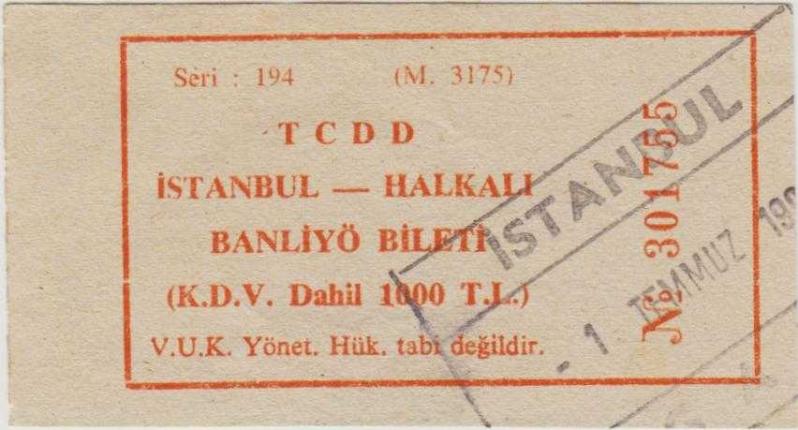 Seri : 194 (M. 3175)
T C D D
İSTANBUL — HALKALI
BANLİYÖ BİLETİ
(K.D.V. Dahil 1000 T.L.)
V.U.K. Yönet. Hük. tabi değildir.
№ 301755
İSTANBUL
- 1 TEMMUZ 199